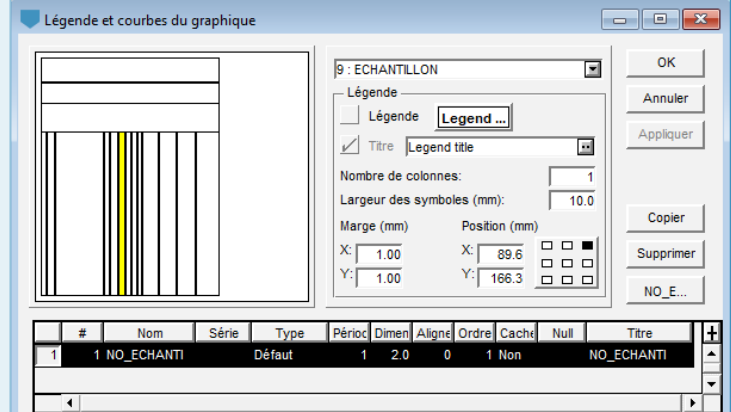 Légende et courbes du graphique
9 : ECHANTILLON
OK
Légende
Annuler
Légende Legend ...
Appliquer
Titre Legend title
Nombre de colonnes: 1
Largeur des symboles (mm): 10.0
Marge (mm) Position (mm)
Copier
X: 1.00 X: 89.6
Supprimer
Y: 1.00 Y: 166.3
NO_E...
# Nom Série Type Périoc Dimen Aligne Ordre Cache Null Titre +
1 1 NO_ECHANTI Défaut 1 2.0 0 1 Non NO_ECHANTI